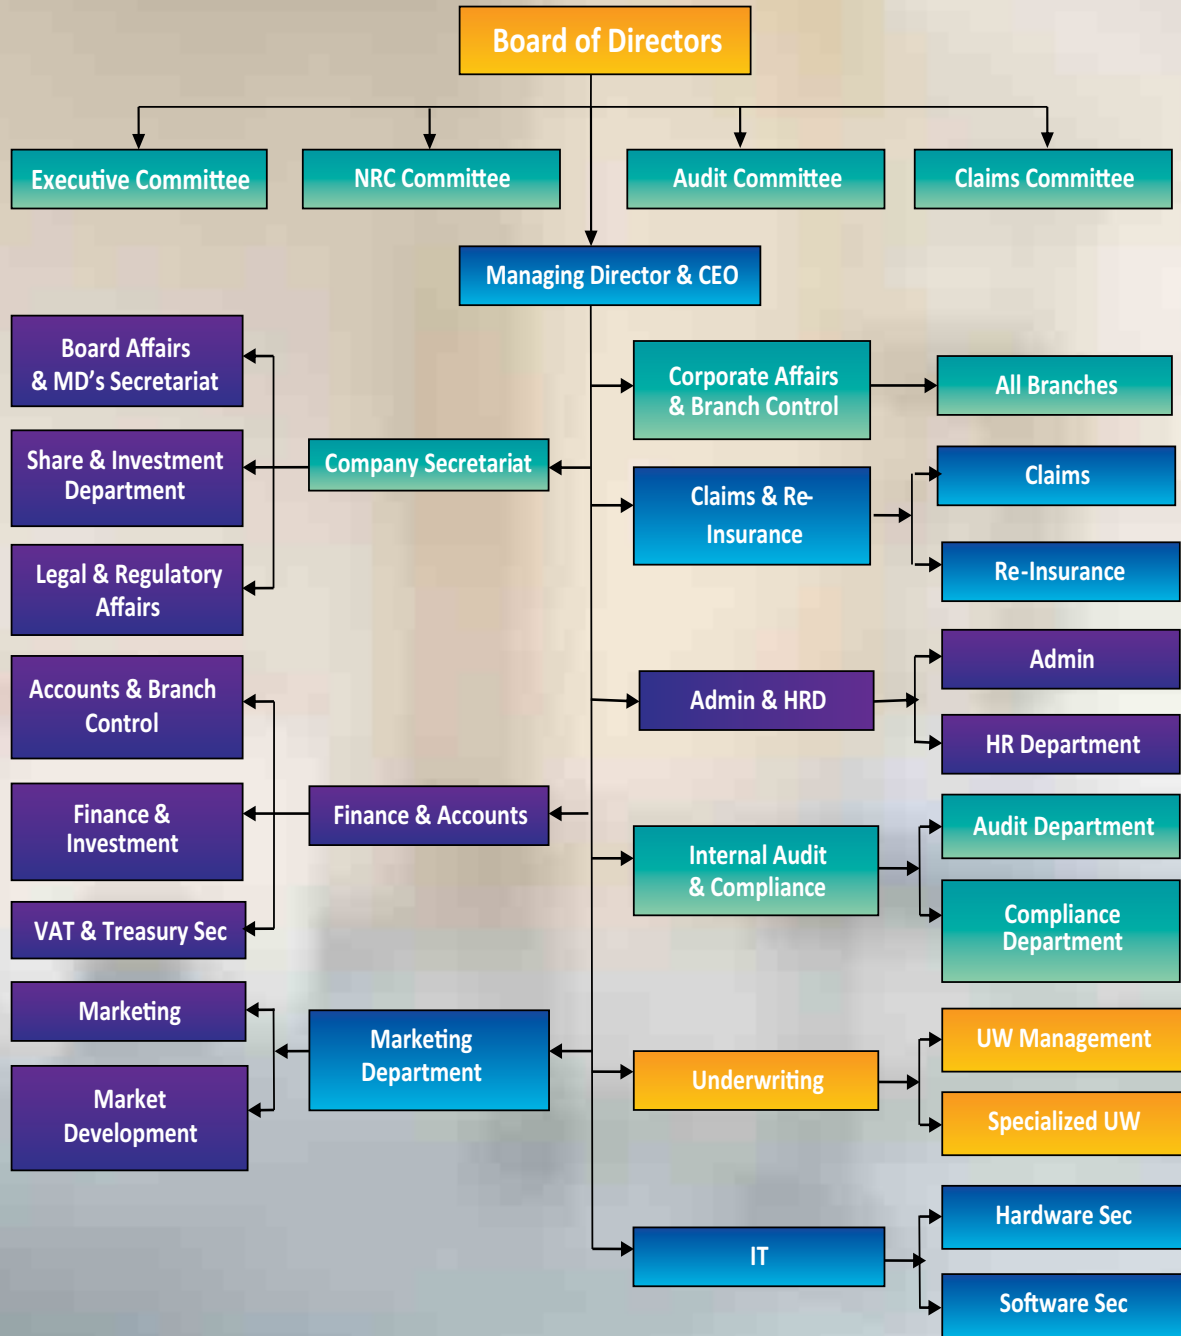 Board of Directors
Executive Committee
NRC Committee
Audit Committee
Claims Committee
Managing Director & CEO
Board Affairs
& MD's Secretariat
Share & Investment
Department
Legal & Regulatory
Affairs
Company Secretariat
Corporate Affairs
& Branch Control
All Branches
Claims & Re-
Insurance
Claims
Re-Insurance
Accounts & Branch
Control
Finance &
Investment
VAT & Treasury Sec
Finance & Accounts
Admin & HRD
Admin
HR Department
Internal Audit
& Compliance
Audit Department
Compliance
Department
Marketing
Market
Development
Marketing
Department
Underwriting
UW Management
Specialized UW
IT
Hardware Sec
Software Sec